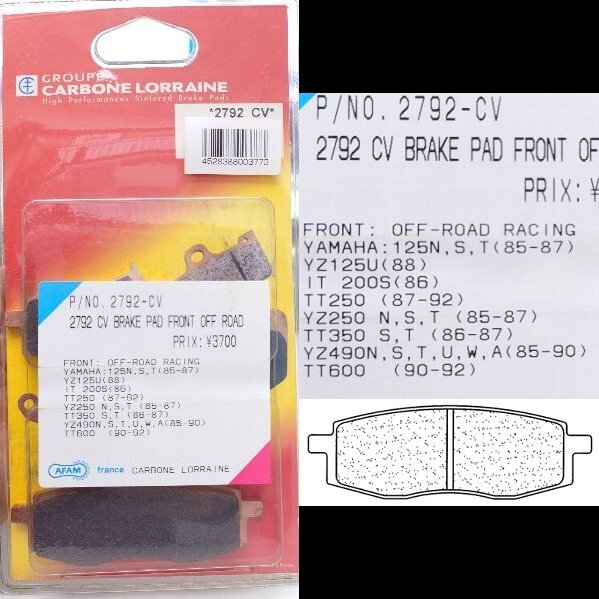 GROUPE
CARBONE LORRAINE
High Performances Sintered Brake Pads
*2792 CV*
4528388003773
P/NO. 2792-CV
2792 CV BRAKE PAD FRONT OFF ROAD
PRIX:¥3700
FRONT: OFF-ROAD RACING
YAMAHA:125N,S,T(85-87)
YZ125U(88)
IT 200S(86)
TT250 (87-92)
YZ250 N,S,T (85-87)
TT350 S,T (86-87)
YZ490N,S,T,U,W,A(85-90)
TT600 (90-92)
AFAM france CARBONE LORRAINE
P/NO. 2792-CV
2792 CV BRAKE PAD FRONT OF
PRIX:¥
FRONT: OFF-ROAD RACING
YAMAHA:125N,S,T(85-87)
YZ125U(88)
IT 200S(86)
TT250 (87-92)
YZ250 N,S,T (85-87)
TT350 S,T (86-87)
YZ490N,S,T,U,W,A(85-90)
TT600 (90-92)